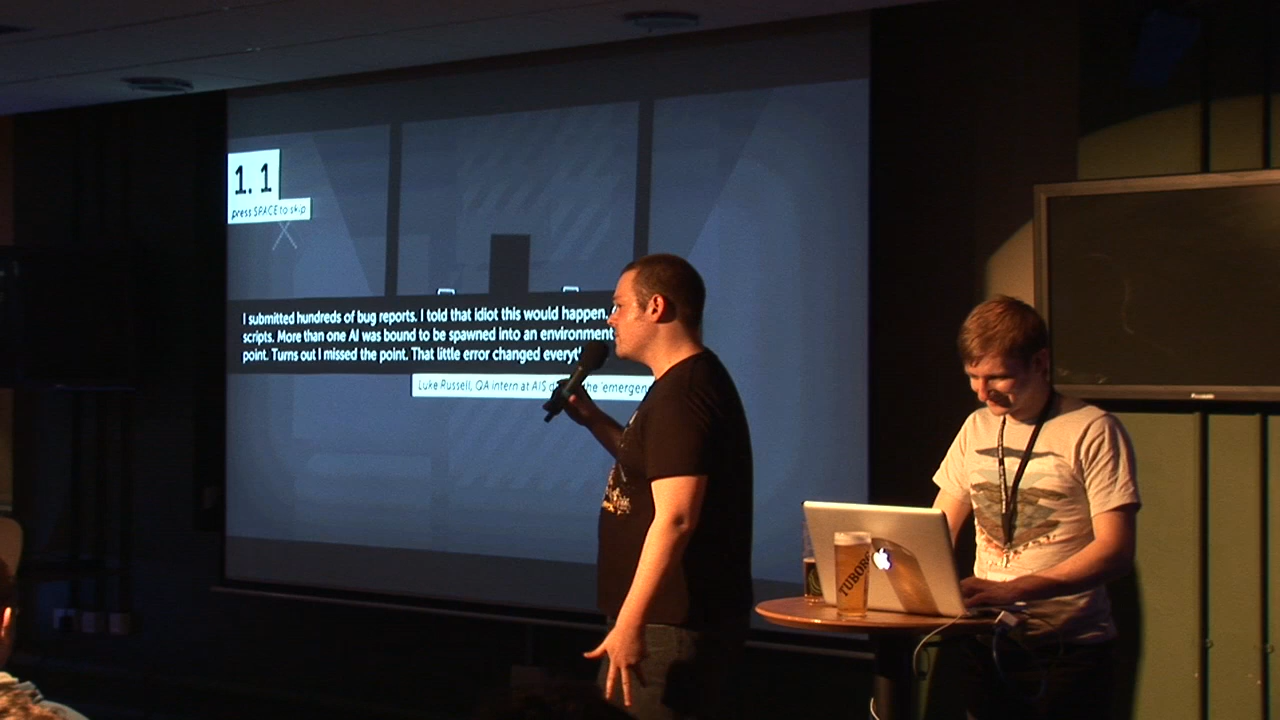 1. 1
press SPACE to skip
I submitted hundreds of bug reports. I told that idiot this would happen.
scripts. More than one AI was bound to be spawned into an environment
point. Turns out I missed the point. That little error changed
Luke Russell, QA intern at AIS the 'emergen
TUBORG
Panasonic